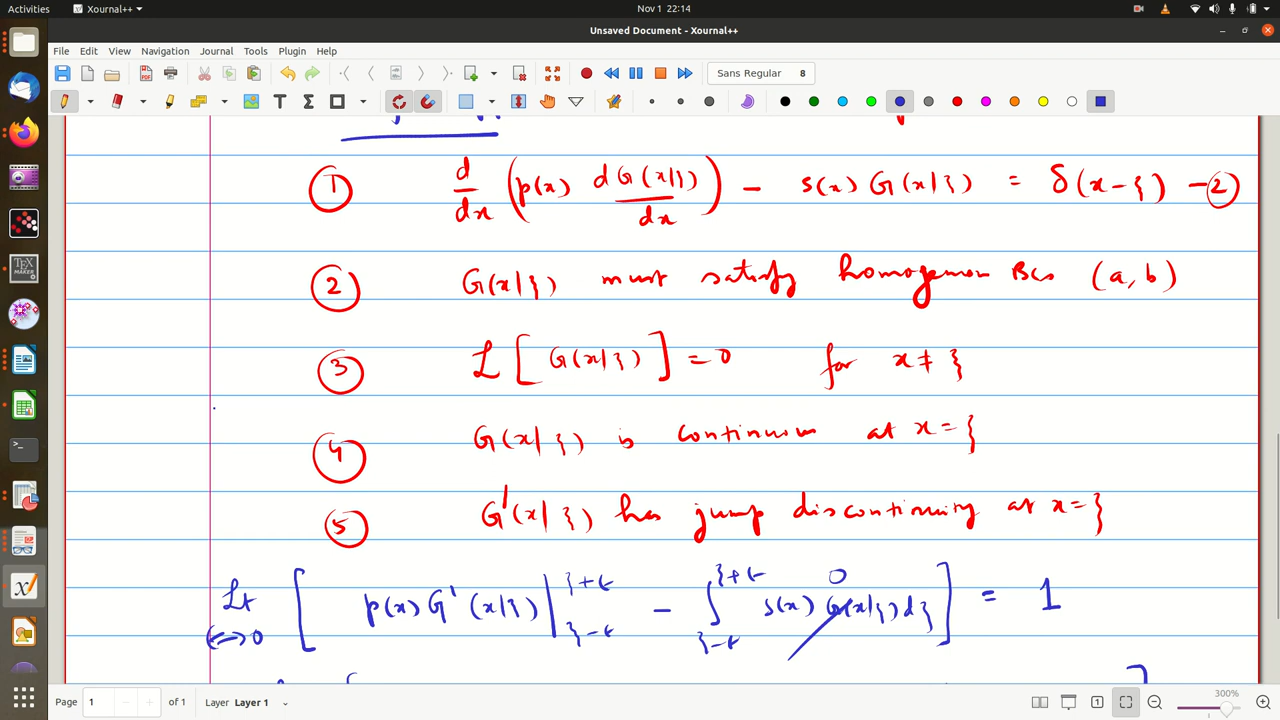 Activities Xournal++ Nov 1 22:14
Unsaved Document - Xournal++
File Edit View Navigation Journal Tools Plugin Help
Sans Regular 8
① d/dx (p(x) dG(x|ξ)/dx) - s(x) G(x|ξ) = δ(x-ξ) -②
② G(x|ξ) must satisfy homogenous BCs (a, b)
③ L[G(x|ξ)] = 0 for x ≠ ξ
④ G(x|ξ) is continuous at x=ξ
⑤ G'(x|ξ) has jump discontinuity at x=ξ
Lt ϵ→0 [p(x)G'(x|ξ)|ξ-ϵ ξ+ϵ - ∫ξ-ϵ ξ+ϵ s(x) G(x|ξ)dξ 0] = 1
Page 1 of 1 Layer Layer 1 300%